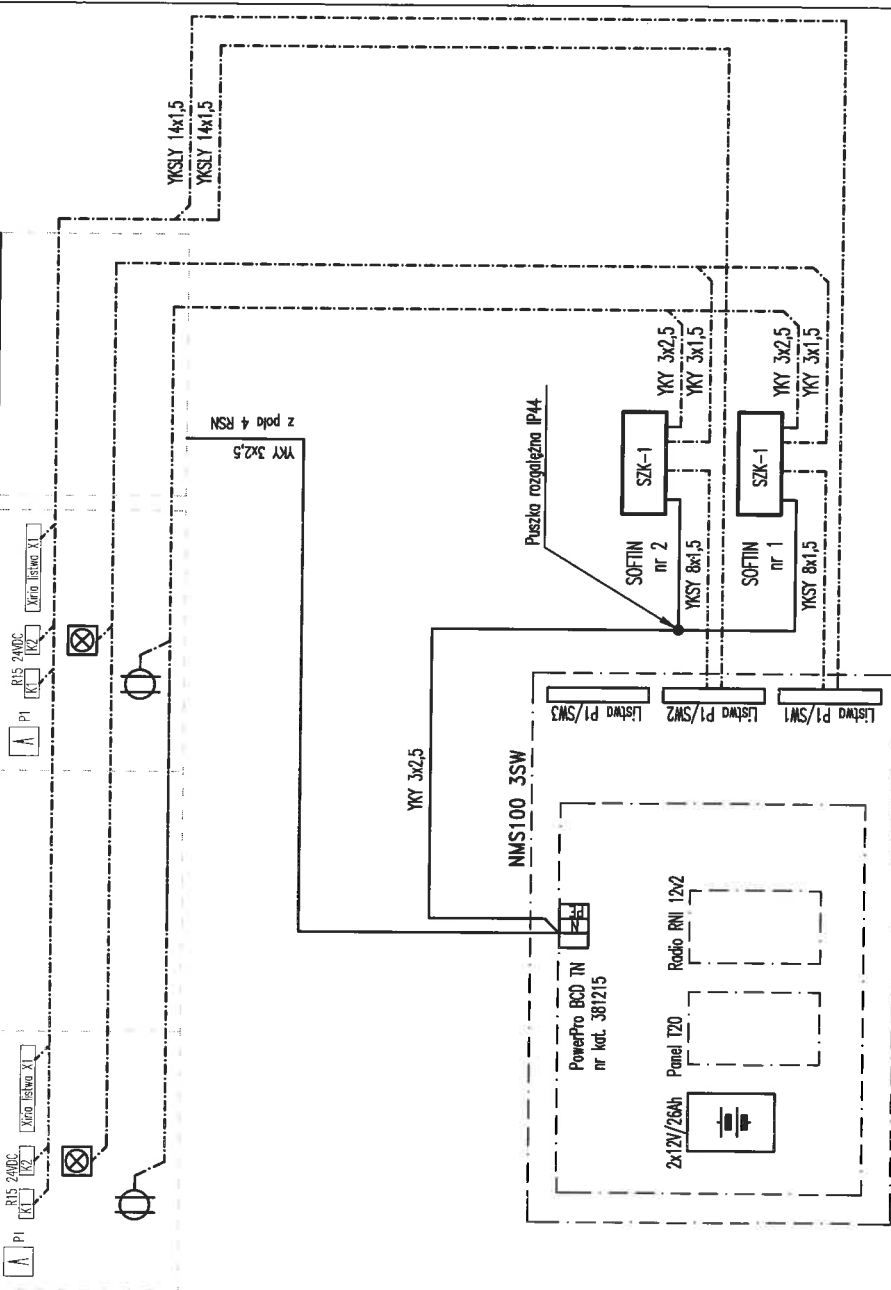 YKSLY 14x1,5
YKSLY 14x1,5
A
P1
R15 24VDC
K1
K2
Xiria listwa X1
A
P1
R15 24VDC
K1
K2
Xiria listwa X1
YKY 3x2,5
z pola 4 RSN
Puszka rozgałęźna IP44
YKY 3x2,5
YKY 3x1,5
YKY 3x2,5
YKY 3x1,5
SZK-1
SZK-1
SOFTIN
nr 2
YKSY 8x1,5
SOFTIN
nr 1
YKSY 8x1,5
YKY 3x2,5
NMS100 3SW
Listwa P1/SW3
Listwa P1/SW2
Listwa P1/SW1
PowerPro BCD TN
nr kat. 381215
Radio RNI 12v2
Panel T20
2x12V/26Ah